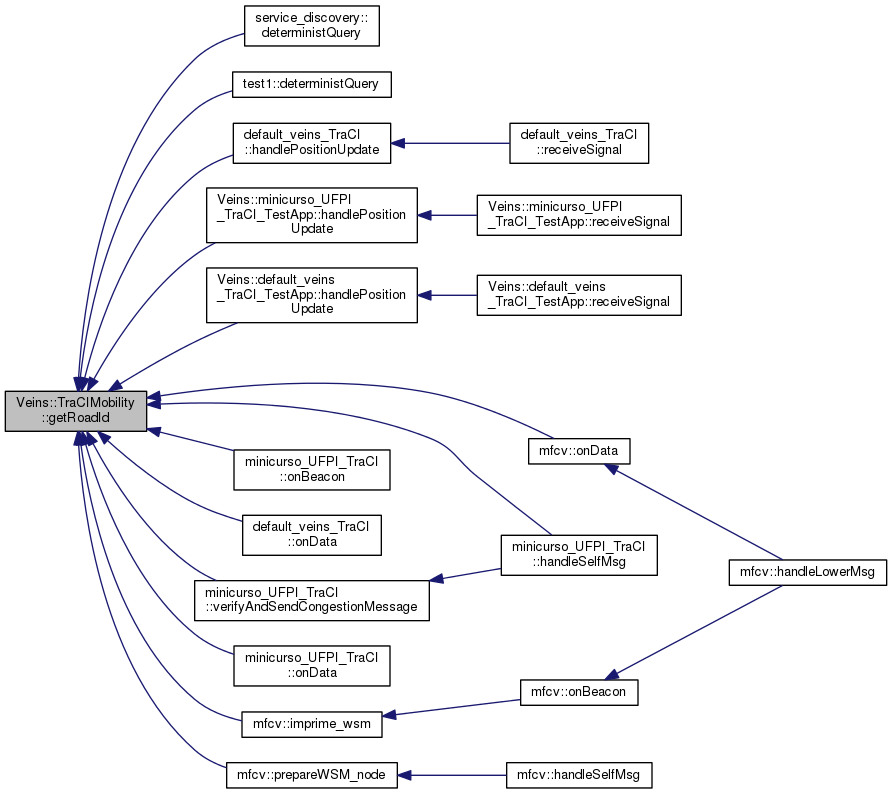 service_discovery::
deterministQuery
test1::deterministQuery
default_veins_TraCI
::handlePositionUpdate
default_veins_TraCI
::receiveSignal
Veins::minicurso_UFPI
_TraCI_TestApp::handlePosition
Update
Veins::minicurso_UFPI
_TraCI_TestApp::receiveSignal
Veins::default_veins
_TraCI_TestApp::handlePosition
Update
Veins::default_veins
_TraCI_TestApp::receiveSignal
Veins::TraCIMobility
::getRoadId
mfcv::onData
minicurso_UFPI_TraCI
::onBeacon
default_veins_TraCI
::onData
minicurso_UFPI_TraCI
::handleSelfMsg
mfcv::handleLowerMsg
minicurso_UFPI_TraCI
::verifyAndSendCongestionMessage
minicurso_UFPI_TraCI
::onData
mfcv::onBeacon
mfcv::imprime_wsm
mfcv::prepareWSM_node
mfcv::handleSelfMsg